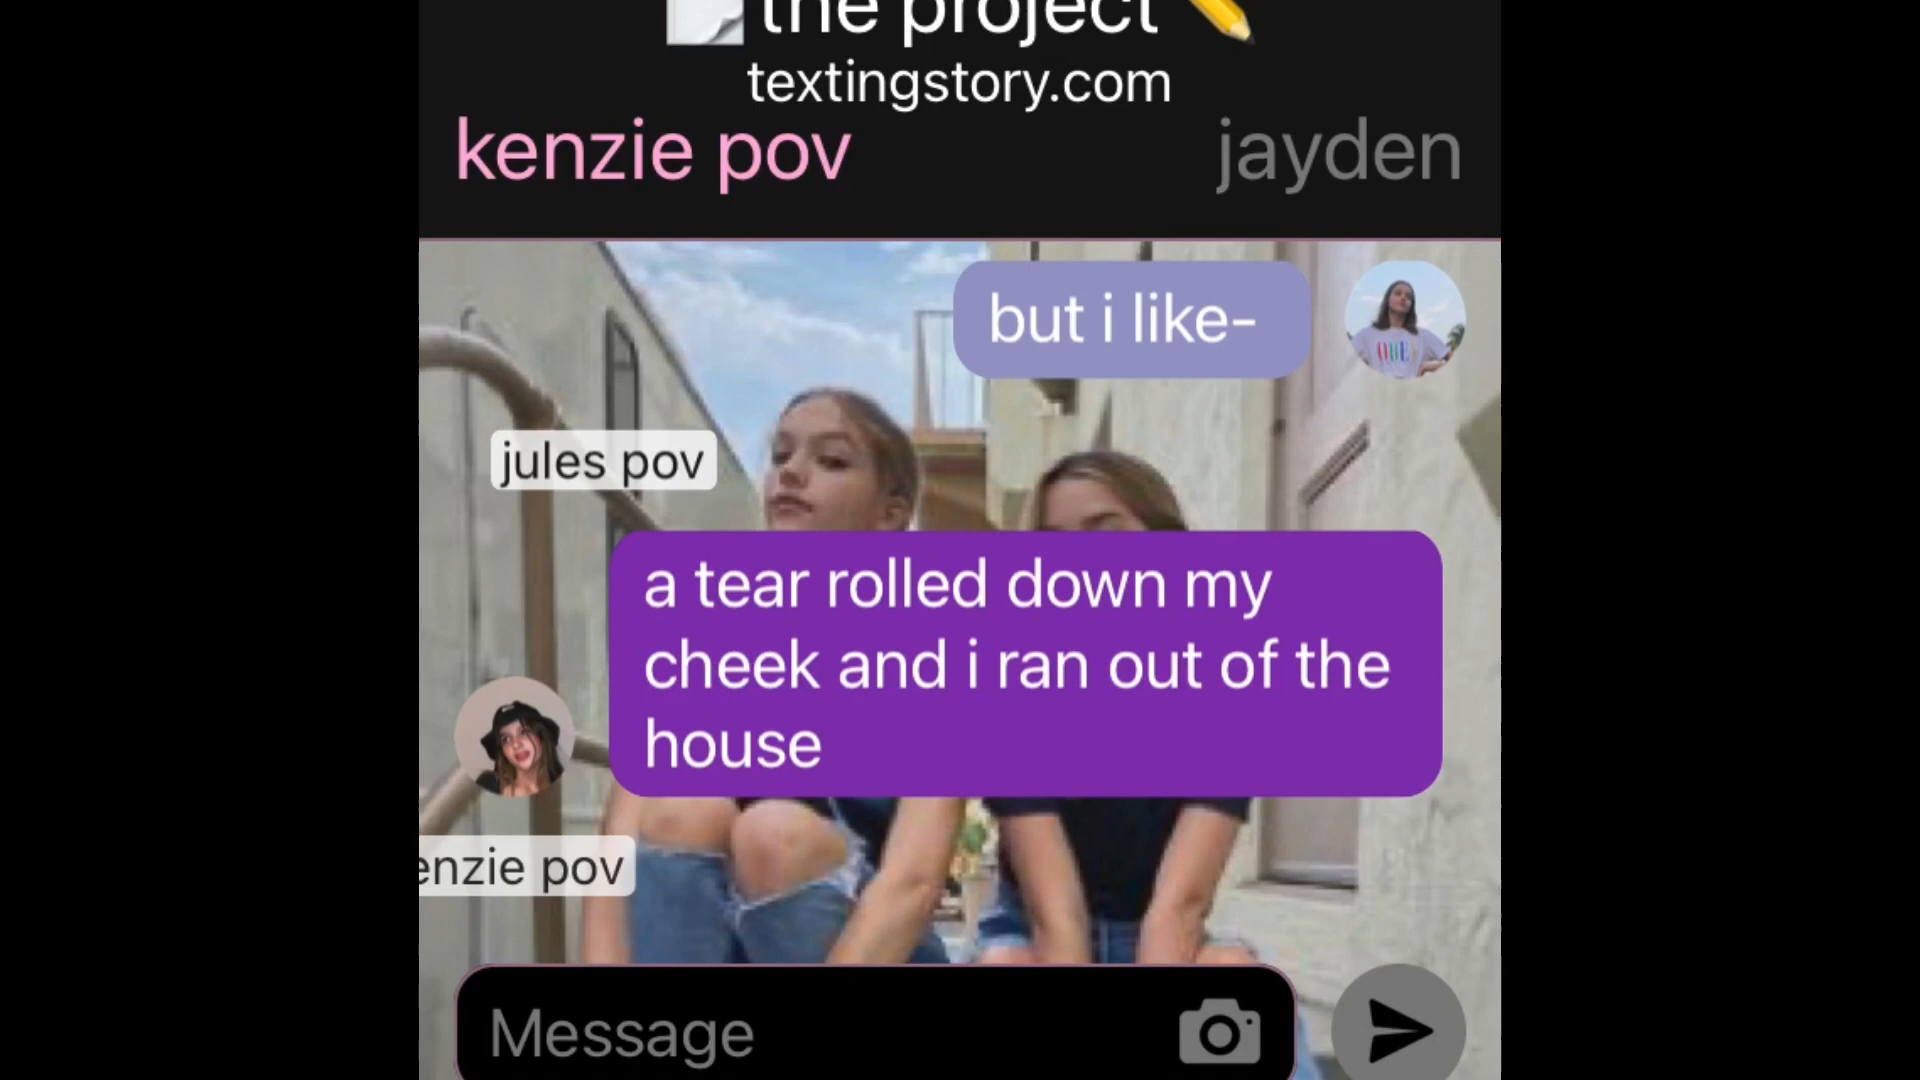 the project
textingstory.com
kenzie pov
jayden
but i like-
jules pov
a tear rolled down my
cheek and i ran out of the
house
enzie pov
Message